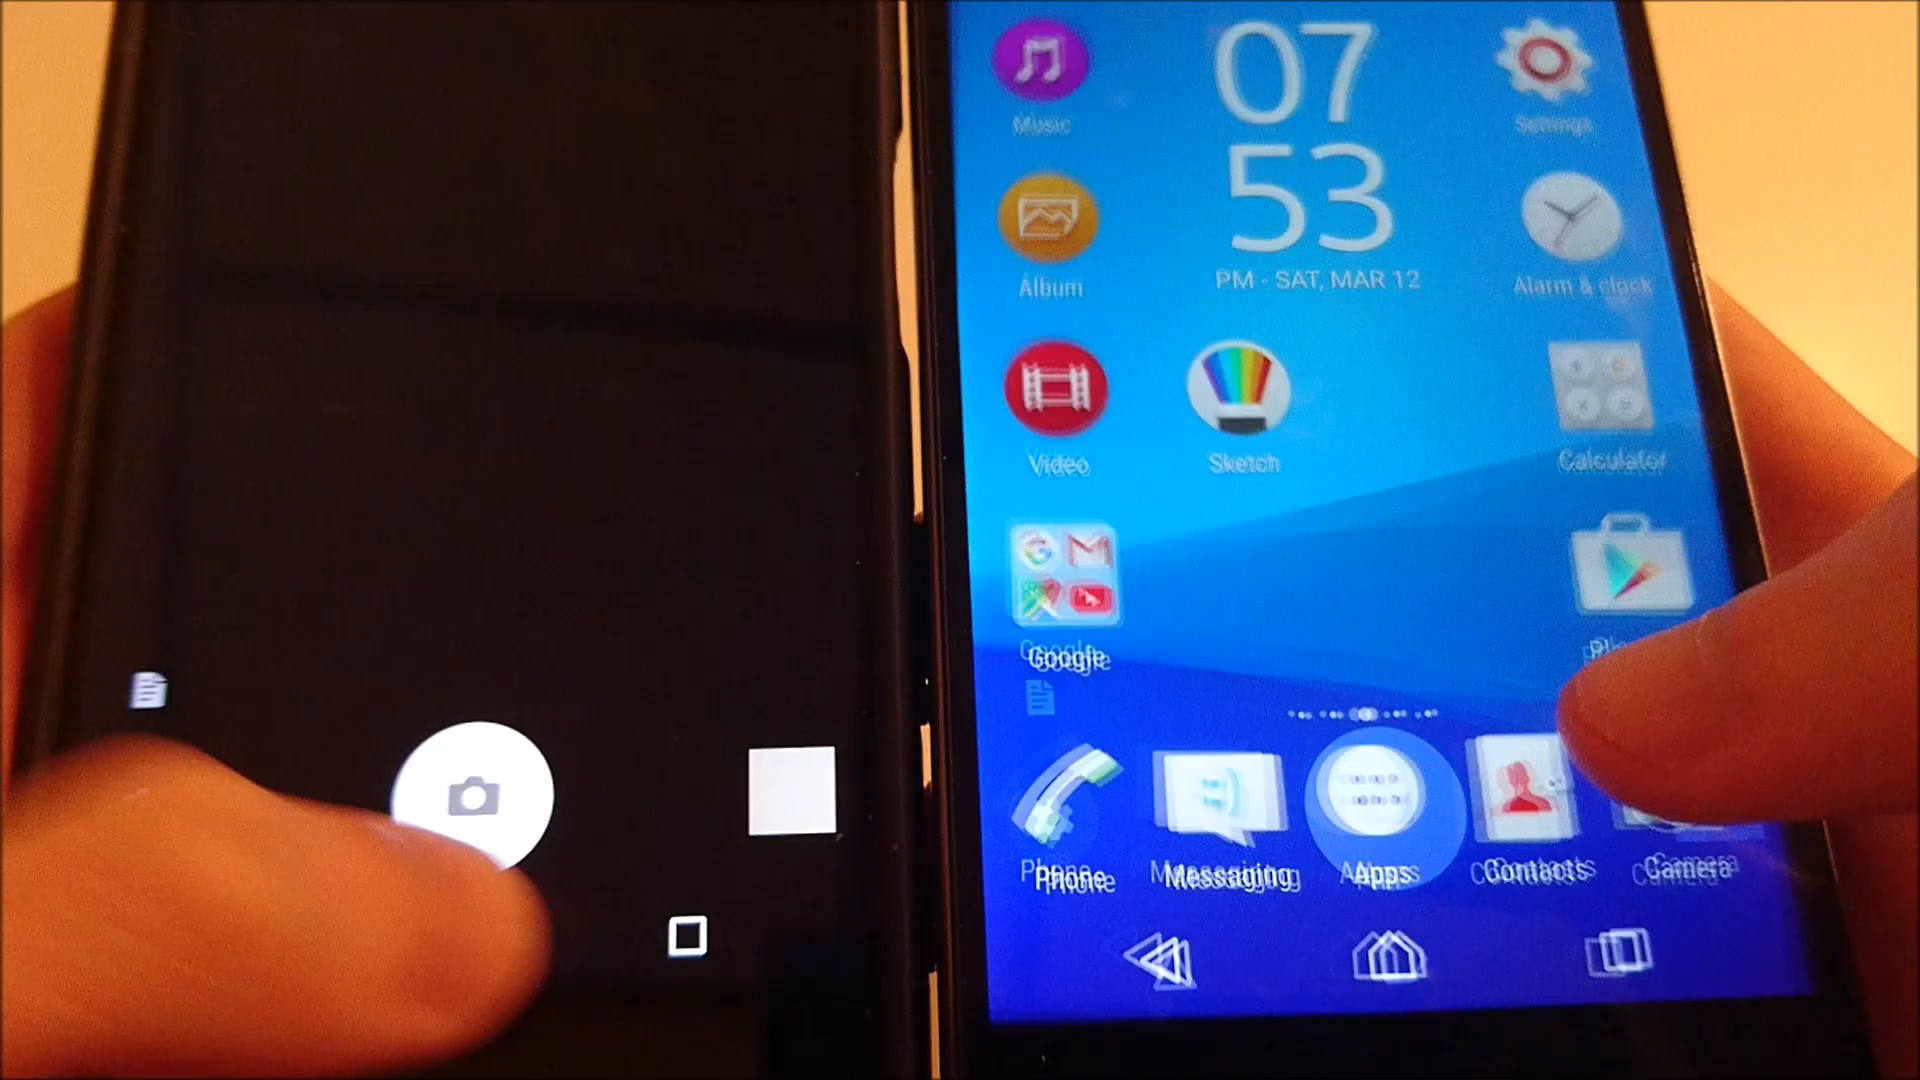 07
53
PM - SAT, MAR 12
Music
Settings
Album
Alarm & clock
Video
Sketch
Calculator
Google
Phone
Messaging
Apps
Contacts
Camera